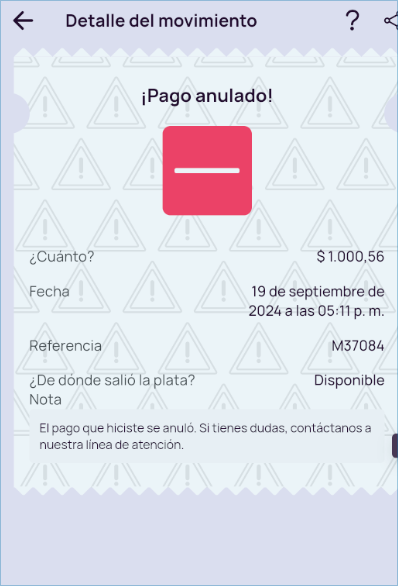 Detalle del movimiento ?
¡Pago anulado!
¿Cuánto? $ 1.000,56
Fecha 19 de septiembre de
2024 a las 05:11 p. m.
Referencia M37084
¿De dónde salió la plata? Disponible
Nota
El pago que hiciste se anuló. Si tienes dudas, contáctanos a
nuestra línea de atención.